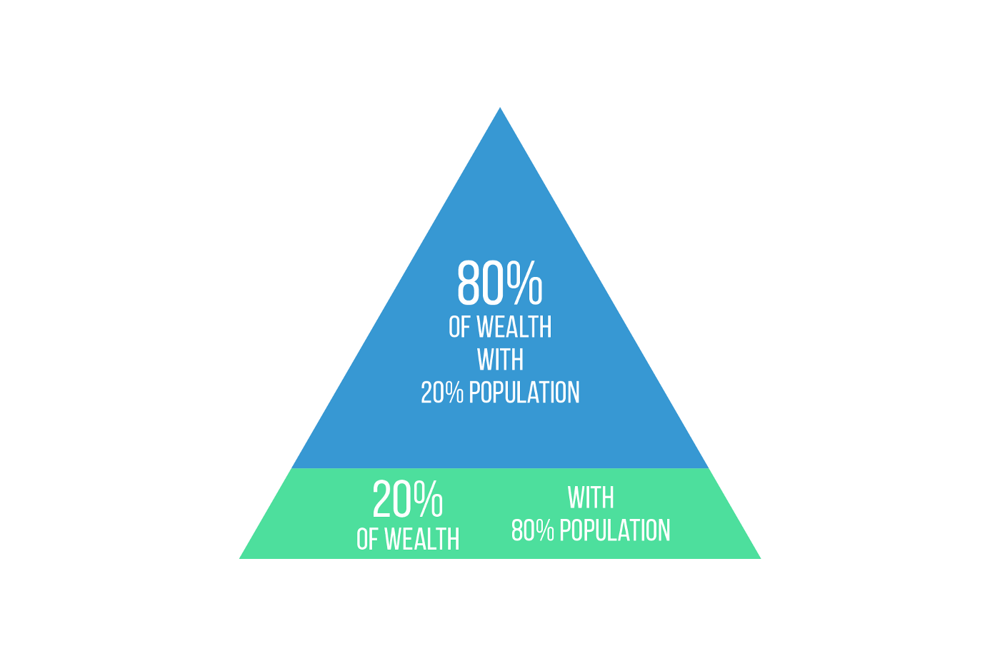 80%
OF WEALTH
WITH
20% POPULATION
20%
OF WEALTH
WITH
80% POPULATION